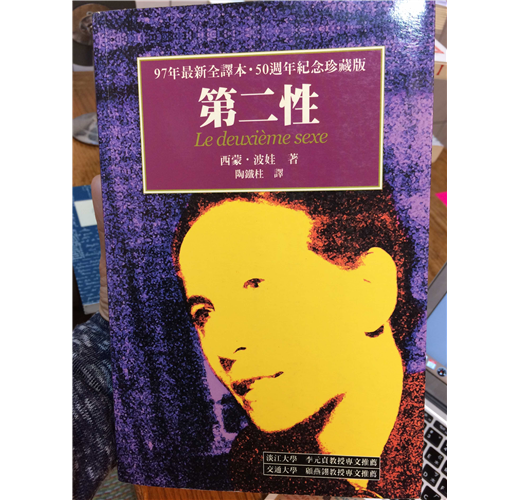 97年最新全譯本・50週年紀念珍藏版
第二性
Le deuxième sexe
西蒙・波娃 著
陶鐵柱 譯
淡江大學 李元貞教授專文推薦
交通大學 顧燕翎教授專文推薦